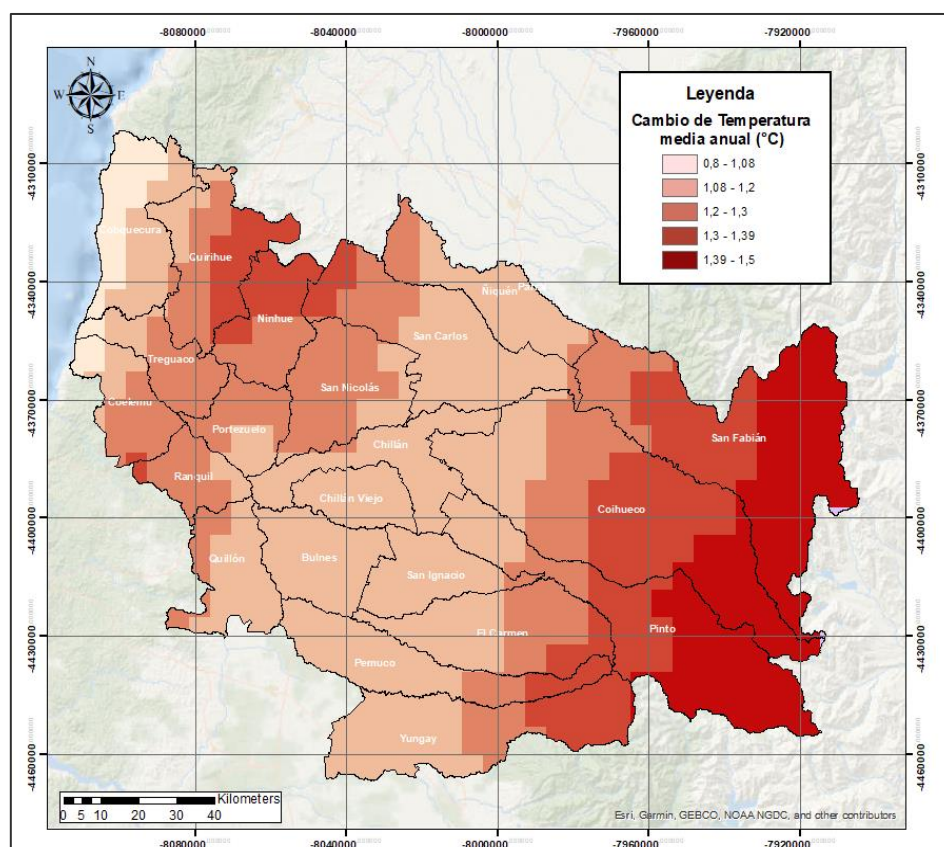 -8080000 -8040000 -8000000 -7960000 -7920000
N
W E
S
Leyenda
Cambio de Temperatura
media anual (°C)
0,8 - 1,08
1,08 - 1,2
1,2 - 1,3
1,3 - 1,39
1,39 - 1,5
-4310000 -4310000
-4340000 -4340000
-4370000 -4370000
-4400000 -4400000
-4430000 -4430000
-4460000 -4460000
Cobquecura
Quirihue
Ñiquén
Ninhue
San Carlos
Treguaco
San Nicolás
Coelemu
Portezuelo
Chillán
San Fabián
Ranquil
Chillán Viejo
Coihueco
Quillón
Bulnes
San Ignacio
El Carmen
Pinto
Pemuco
Yungay
Kilometers
0 5 10 20 30 40
Esri, Garmin, GEBCO, NOAA NGDC, and other contributors
-8080000 -8040000 -8000000 -7960000 -7920000